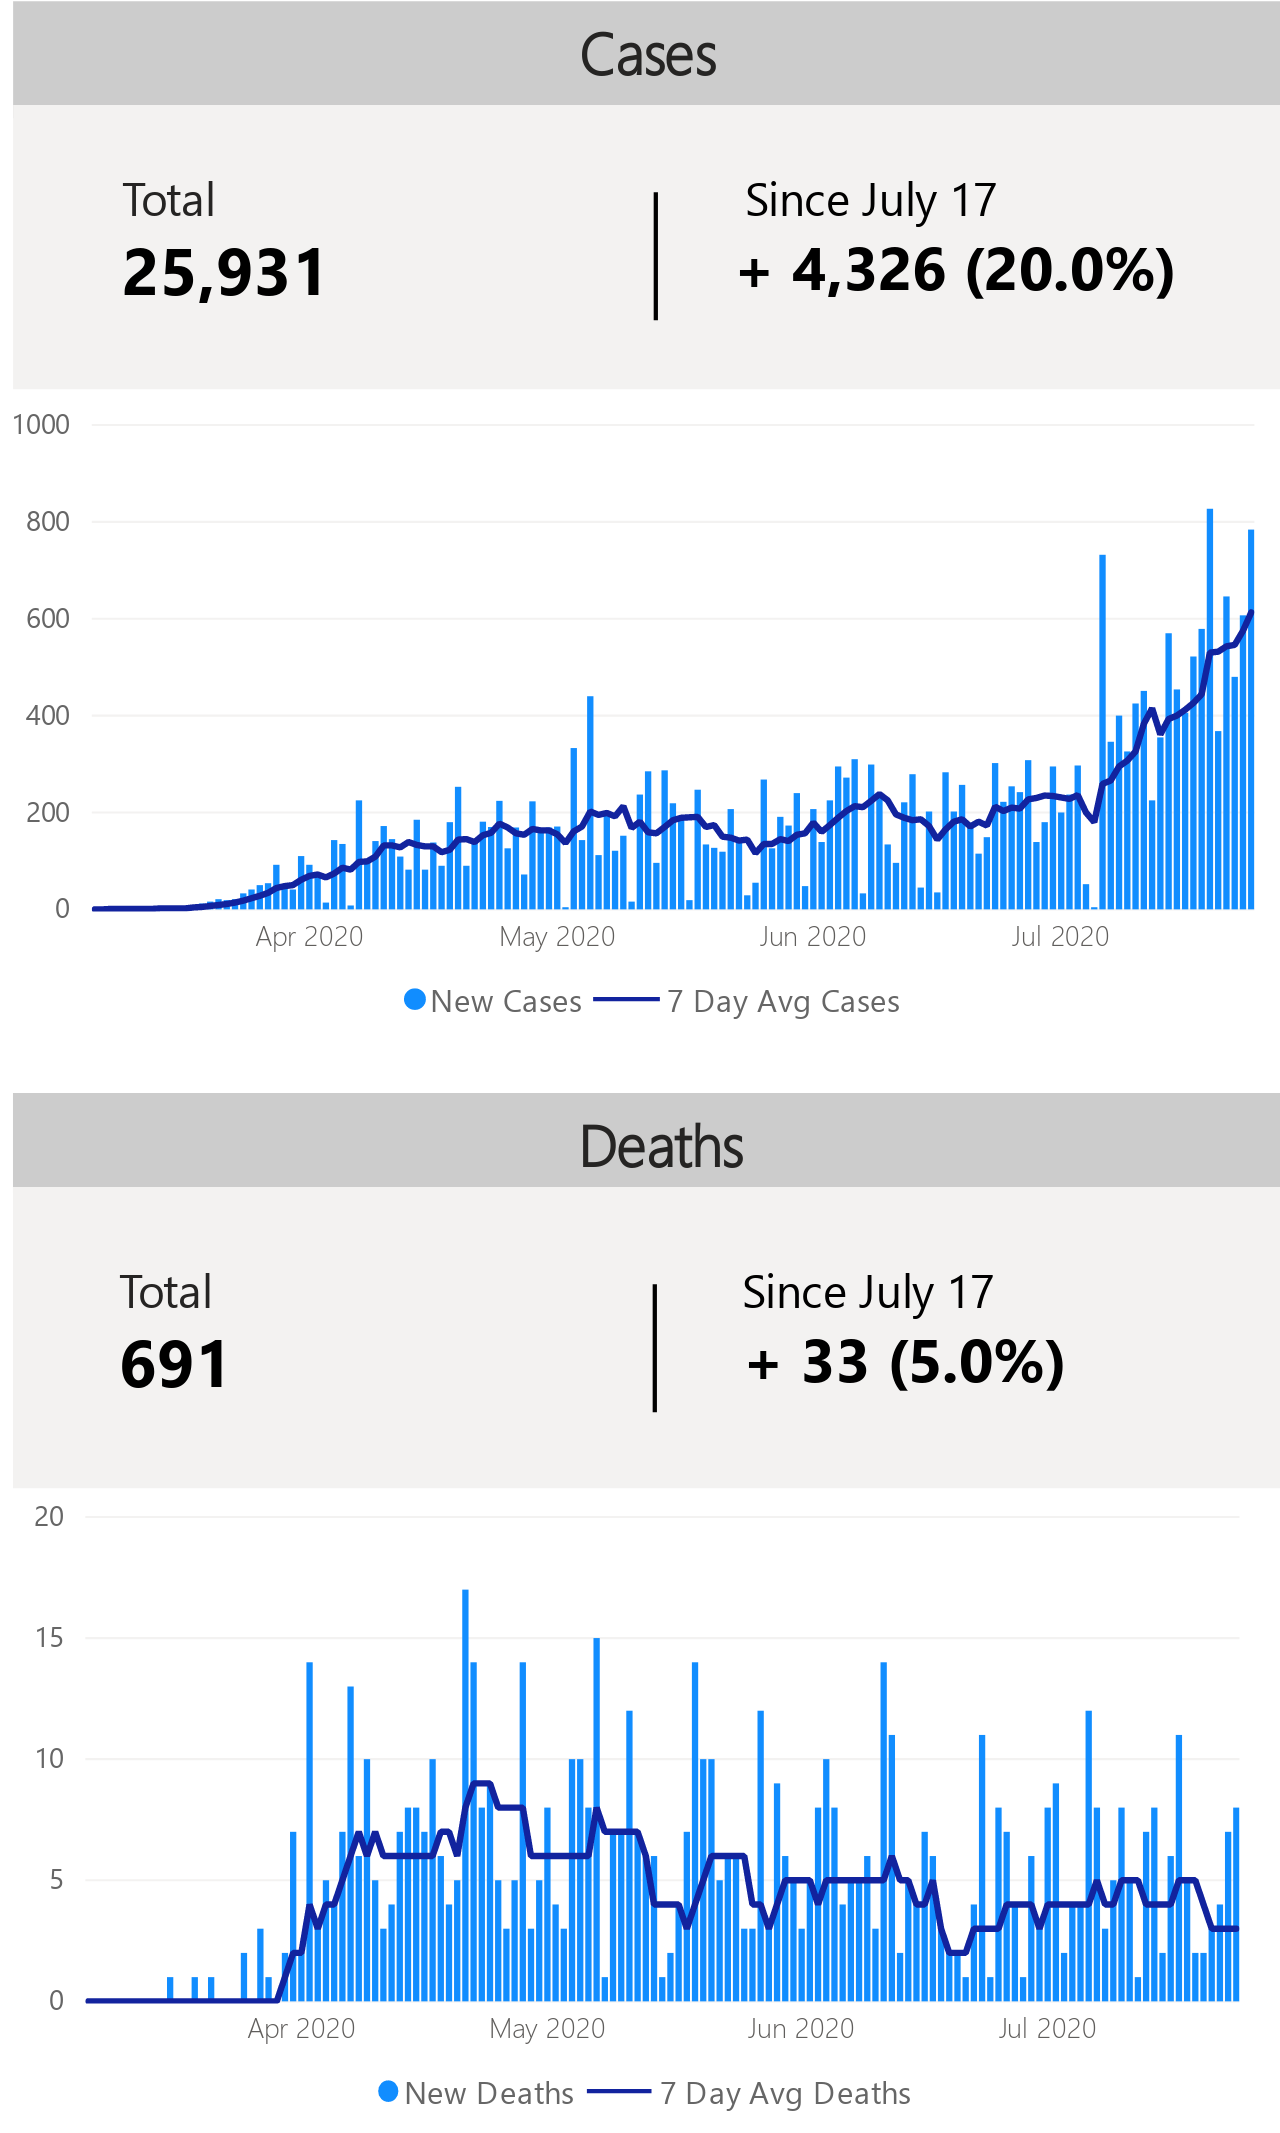 Cases
Total
Since July 17
25,931
+ 4,326 (20.0%)
1000
800
600
400
200
0
Apr 2020
May 2020
Jun 2020
Jul 2020
New Cases
7 Day Avg Cases
Deaths
Total
Since July 17
691
+ 33 (5.0%)
20
15
10
5
0
Apr 2020
May 2020
Jun 2020
Jul 2020
New Deaths
7 Day Avg Deaths